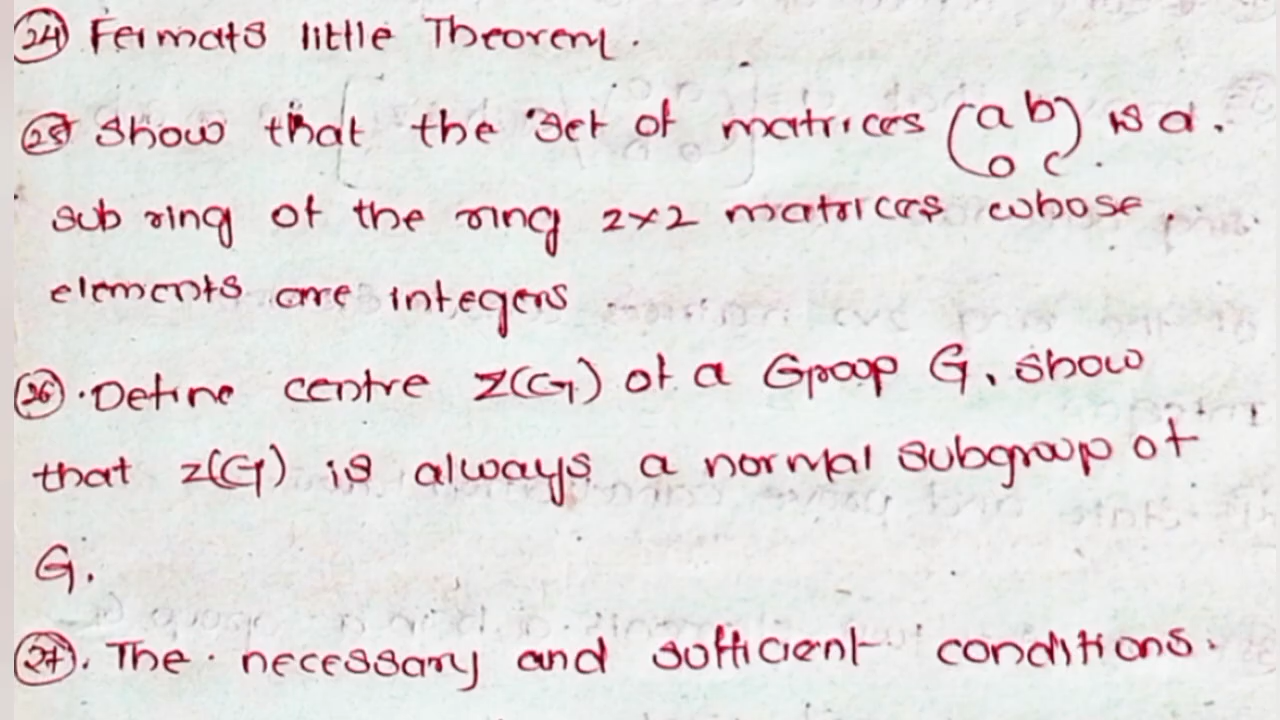 24) Fermats little Theorem.
25) Show that the set of matrices (a b
0 c) is a.
sub ring of the ring 2×2 matrices whose.
elements are integers
26). Define centre Z(G) of a Group G, show
that Z(G) is always a normal subgroup of
G.
27). The necessary and sufficient conditions.